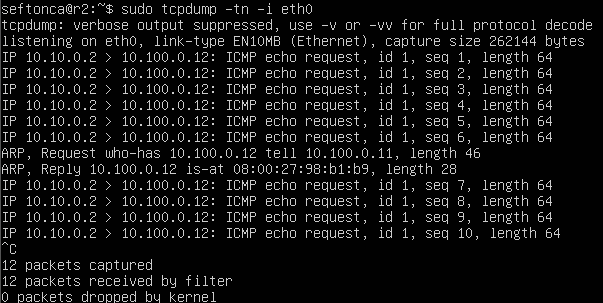 seftonca@r2:~$ sudo tcpdump -tn -i eth0
tcpdump: verbose output suppressed, use -v or -vv for full protocol decode
listening on eth0, link-type EN10MB (Ethernet), capture size 262144 bytes
IP 10.10.0.2 > 10.100.0.12: ICMP echo request, id 1, seq 1, length 64
IP 10.10.0.2 > 10.100.0.12: ICMP echo request, id 1, seq 2, length 64
IP 10.10.0.2 > 10.100.0.12: ICMP echo request, id 1, seq 3, length 64
IP 10.10.0.2 > 10.100.0.12: ICMP echo request, id 1, seq 4, length 64
IP 10.10.0.2 > 10.100.0.12: ICMP echo request, id 1, seq 5, length 64
IP 10.10.0.2 > 10.100.0.12: ICMP echo request, id 1, seq 6, length 64
ARP, Request who-has 10.100.0.12 tell 10.100.0.11, length 46
ARP, Reply 10.100.0.12 is-at 08:00:27:98:b1:b9, length 28
IP 10.10.0.2 > 10.100.0.12: ICMP echo request, id 1, seq 7, length 64
IP 10.10.0.2 > 10.100.0.12: ICMP echo request, id 1, seq 8, length 64
IP 10.10.0.2 > 10.100.0.12: ICMP echo request, id 1, seq 9, length 64
IP 10.10.0.2 > 10.100.0.12: ICMP echo request, id 1, seq 10, length 64
^C
12 packets captured
12 packets received by filter
0 packets dropped by kernel